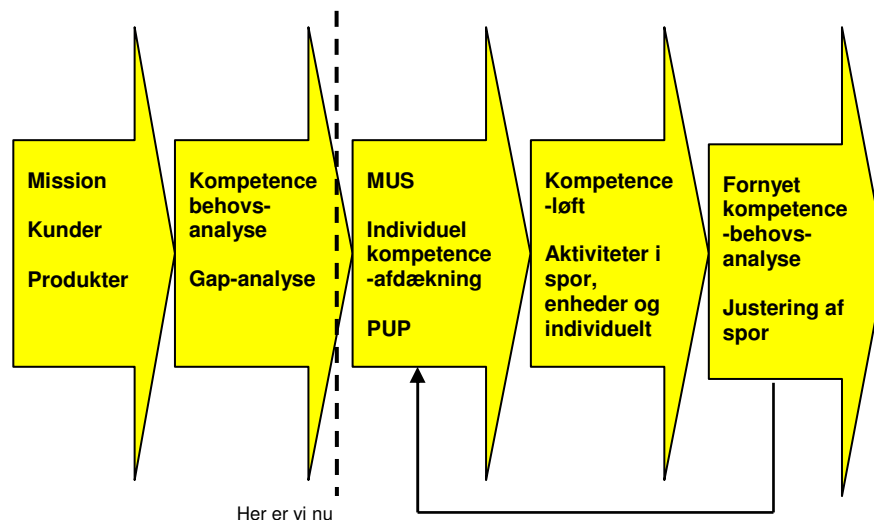 Mission
Kunder
Produkter
Kompetence
behovs-
analyse
Gap-analyse
MUS
Individuel
kompetence
-afdækning
PUP
Kompetence
-løft
Aktiviteter i
spor,
enheder og
individuelt
Fornyet
kompetence
-behovs-
analyse
Justering af
spor
Her er vi nu